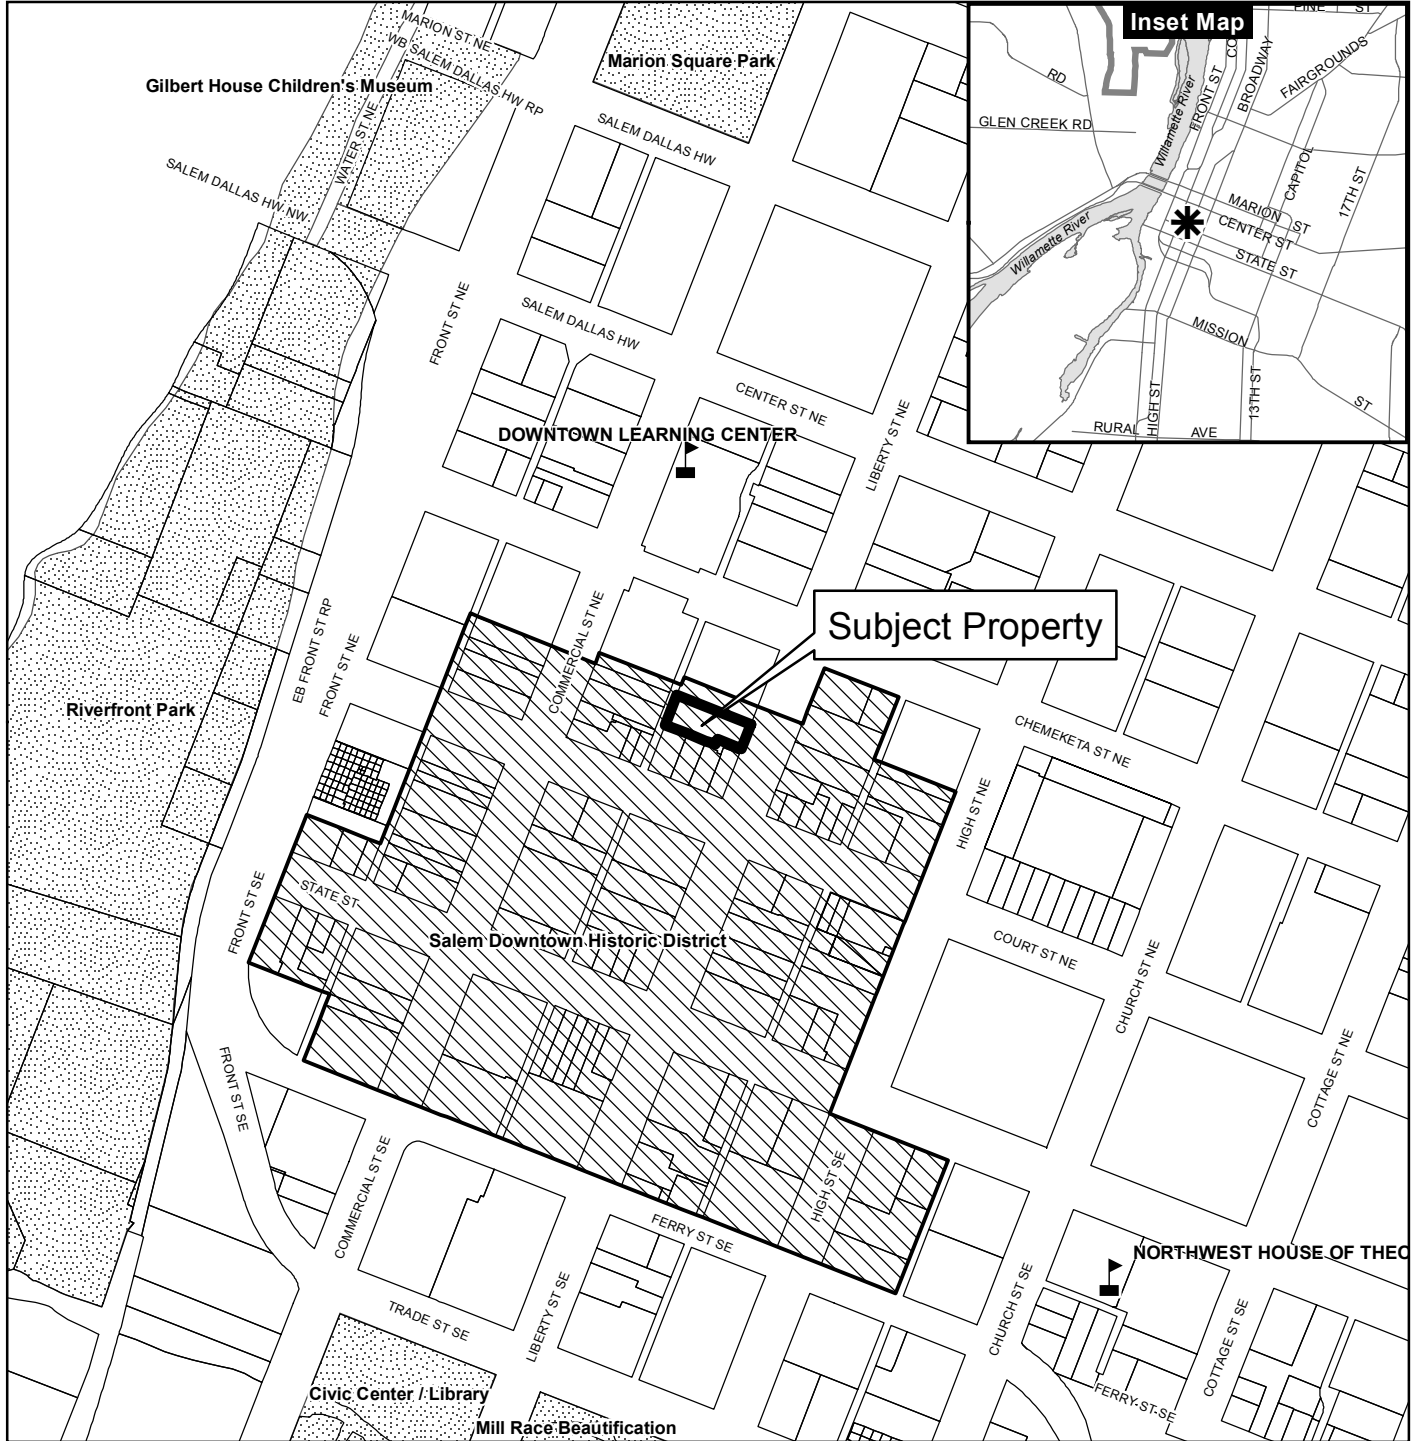 MARION ST NE
WB SALEM DALLAS HW RP
Marion Square Park
Gilbert House Children's Museum
WATER ST NE
SALEM DALLAS HW
SALEM DALLAS HW NW
FRONT ST NE
SALEM DALLAS HW
CENTER ST NE
DOWNTOWN LEARNING CENTER
LIBERTY ST NE
Inset Map
PINE ST
RD
FRONT ST
BROADWAY
FAIRGROUNDS
GLEN CREEK RD
Willamette River
CAPITOL
17TH ST
MARION ST
CENTER ST
STATE ST
Willamette River
MISSION ST
HIGH ST
13TH ST
RURAL AVE
Subject Property
COMMERCIAL ST NE
EB FRONT ST RP
FRONT ST NE
Riverfront Park
CHEMEKETA ST NE
HIGH ST NE
STATE ST
FRONT ST SE
Salem Downtown Historic District
COURT ST NE
CHURCH ST NE
COTTAGE ST NE
FRONT ST SE
COMMERCIAL ST SE
HIGH ST SE
FERRY ST SE
NORTHWEST HOUSE OF THEO
LIBERTY ST SE
TRADE ST SE
CHURCH ST SE
COTTAGE ST SE
FERRY ST SE
Civic Center / Library
Mill Race Beautification